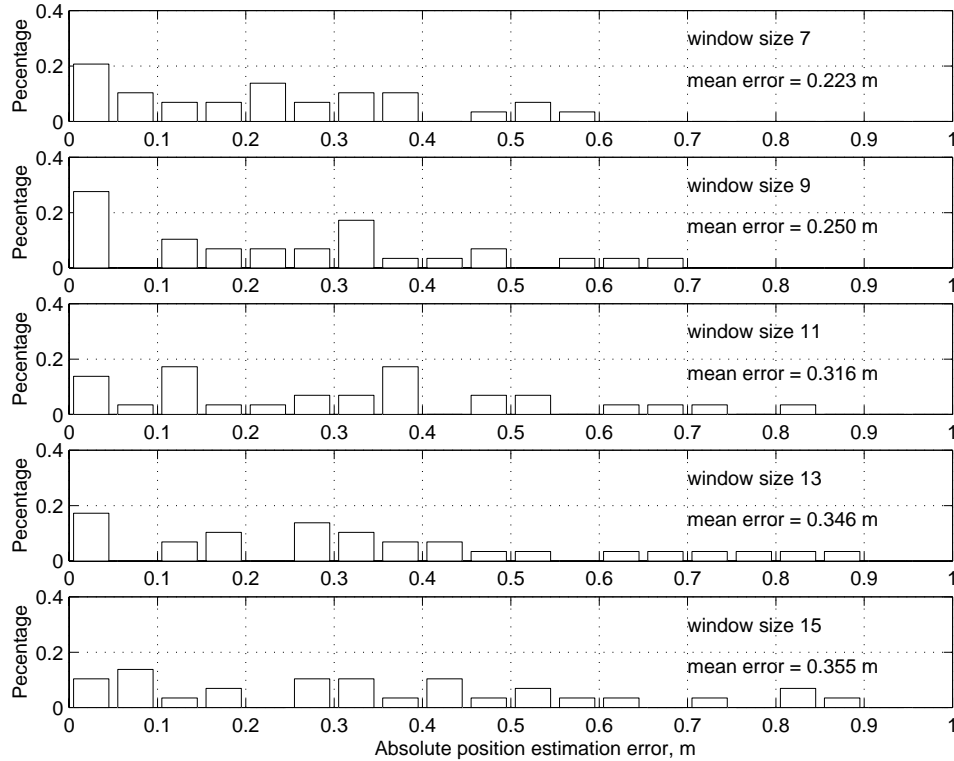 0.4
0.2
0
Pecentage
window size 7
mean error = 0.223 m
0 0.1 0.2 0.3 0.4 0.5 0.6 0.7 0.8 0.9 1
0.4
0.2
0
Pecentage
window size 9
mean error = 0.250 m
0 0.1 0.2 0.3 0.4 0.5 0.6 0.7 0.8 0.9 1
0.4
0.2
0
Pecentage
window size 11
mean error = 0.316 m
0 0.1 0.2 0.3 0.4 0.5 0.6 0.7 0.8 0.9 1
0.4
0.2
0
Pecentage
window size 13
mean error = 0.346 m
0 0.1 0.2 0.3 0.4 0.5 0.6 0.7 0.8 0.9 1
0.4
0.2
0
Pecentage
window size 15
mean error = 0.355 m
0 0.1 0.2 0.3 0.4 0.5 0.6 0.7 0.8 0.9 1
Absolute position estimation error, m